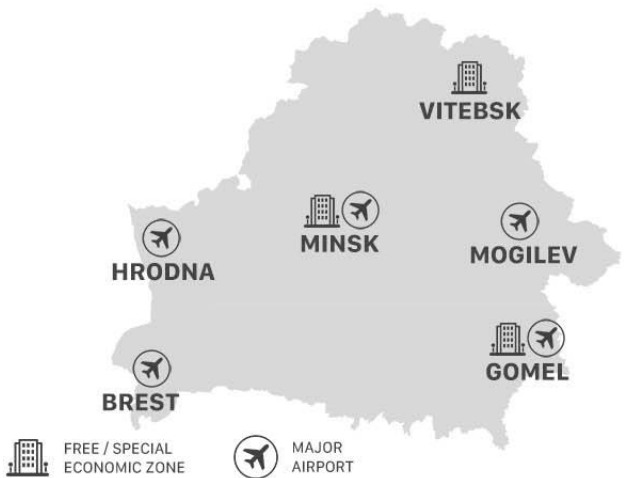 VITEBSK
MINSK
MOGILEV
HRODNA
GOMEL
BREST
FREE / SPECIAL
ECONOMIC ZONE
MAJOR
AIRPORT